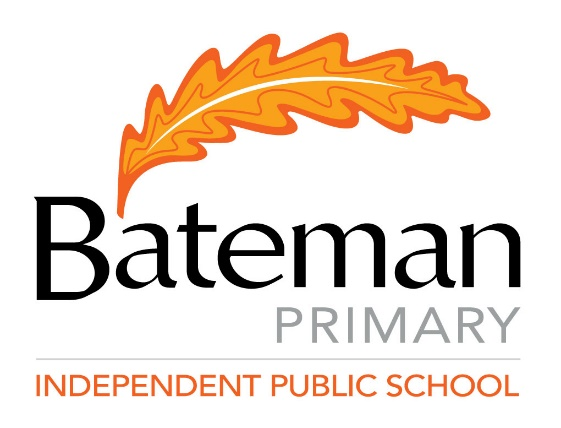 Bateman
PRIMARY
INDEPENDENT PUBLIC SCHOOL